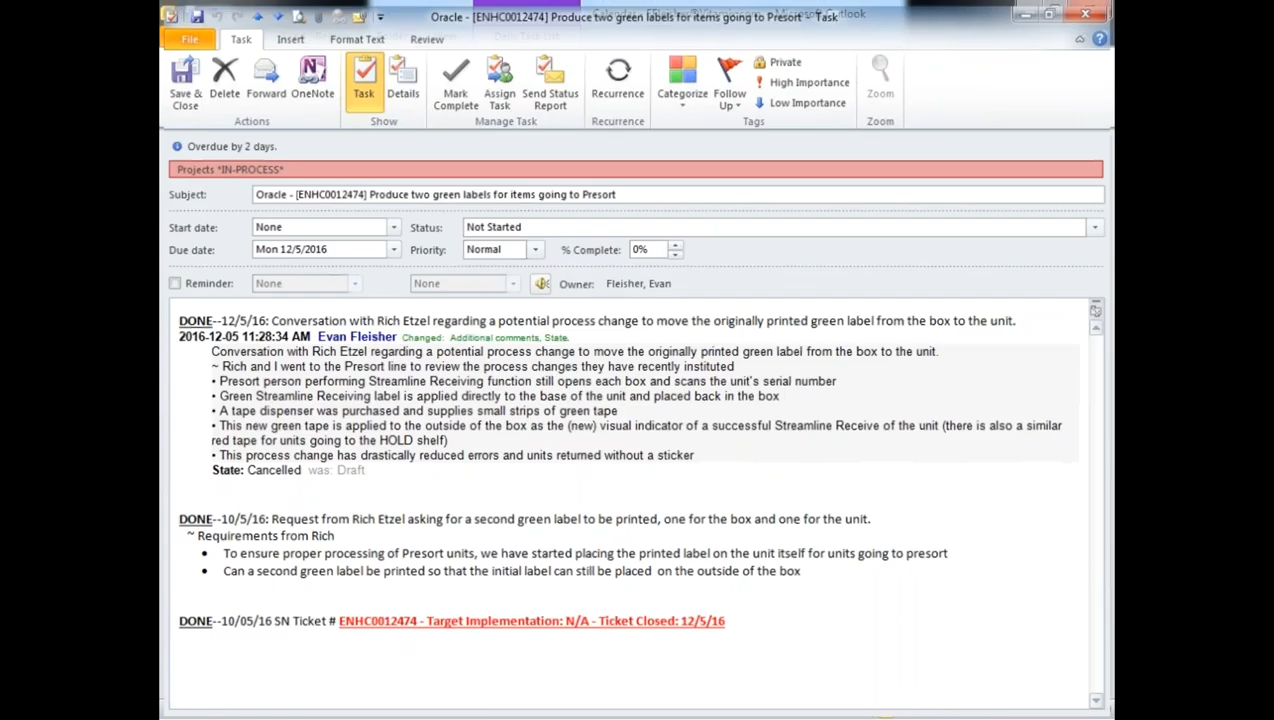 Oracle - [ENHC0012474] Produce two green labels for items going to Presort - Task
File Task Insert Format Text Review
Private
High Importance
Low Importance
Save & Close Delete Forward OneNote Task Details Mark Complete Assign Task Send Status Report Recurrence Categorize Follow Up Zoom
Actions Show Manage Task Recurrence Tags Zoom
Overdue by 2 days.
Projects *IN-PROCESS*
Subject: Oracle - [ENHC0012474] Produce two green labels for items going to Presort
Start date: None Status: Not Started
Due date: Mon 12/5/2016 Priority: Normal % Complete: 0%
Reminder: None None Owner: Fleisher, Evan
DONE--12/5/16: Conversation with Rich Etzel regarding a potential process change to move the originally printed green label from the box to the unit.
2016-12-05 11:28:34 AM Evan Fleisher Changed: Additional comments, State.
Conversation with Rich Etzel regarding a potential process change to move the originally printed green label from the box to the unit.
~ Rich and I went to the Presort line to review the process changes they have recently instituted
• Presort person performing Streamline Receiving function still opens each box and scans the unit's serial number
• Green Streamline Receiving label is applied directly to the base of the unit and placed back in the box
• A tape dispenser was purchased and supplies small strips of green tape
• This new green tape is applied to the outside of the box as the (new) visual indicator of a successful Streamline Receive of the unit (there is also a similar
red tape for units going to the HOLD shelf)
• This process change has drastically reduced errors and units returned without a sticker
State: Cancelled was: Draft
DONE--10/5/16: Request from Rich Etzel asking for a second green label to be printed, one for the box and one for the unit.
~ Requirements from Rich
• To ensure proper processing of Presort units, we have started placing the printed label on the unit itself for units going to presort
• Can a second green label be printed so that the initial label can still be placed on the outside of the box
DONE--10/05/16 SN Ticket # ENHC0012474 - Target Implementation: N/A - Ticket Closed: 12/5/16